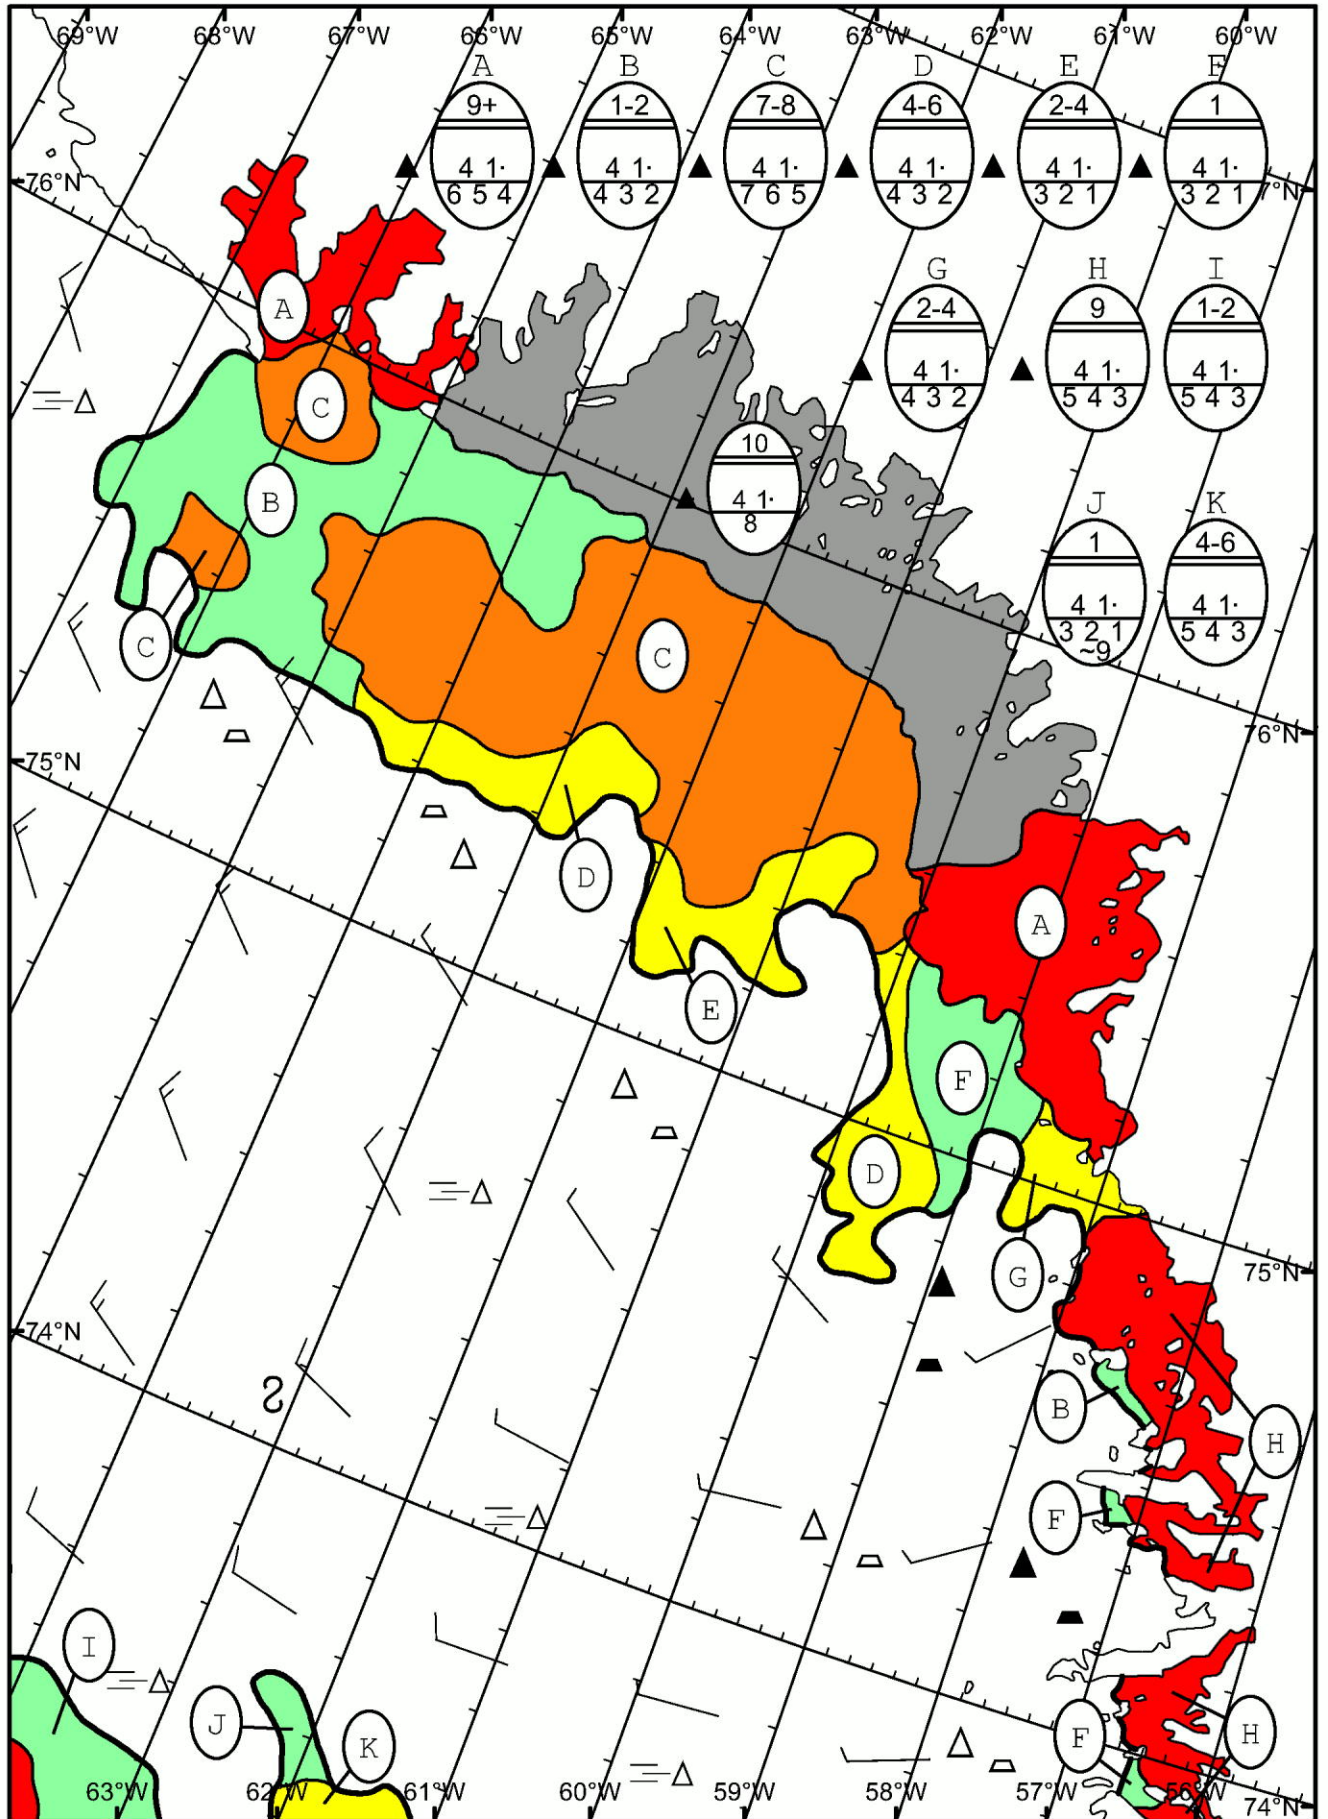 69°W 68°W 67°W 66°W 65°W 64°W 63°W 62°W 61°W 60°W
A B C D E F
9+ 1-2 7-8 4-6 2-4 1
4 1· 4 1· 4 1· 4 1· 4 1· 4 1·
6 5 4 4 3 2 7 6 5 4 3 2 3 2 1 3 2 1
76°N 7°N
G H I
2-4 9 1-2
4 1· 4 1· 4 1·
4 3 2 5 4 3 5 4 3
A
C
10
4 1·
8
B
J K
1 4-6
4 1· 4 1·
3 2 1 5 4 3
~9
C
C
76°N
75°N
D
A
E
F
D
G
75°N
74°N
B
H
F
I
J
K
F
H
63°W 62°W 61°W 60°W 59°W 58°W 57°W 56°W 74°N